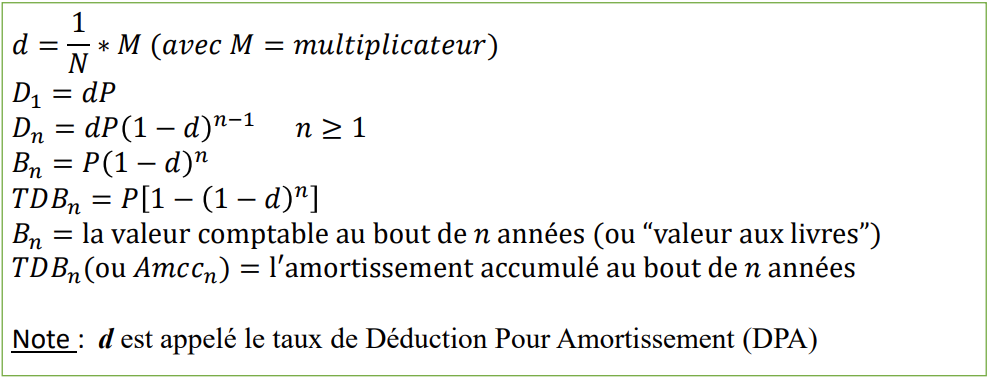 d = 1/N * M (avec M = multiplicateur)
D₁ = dP
Dₙ = dP(1 − d)ⁿ⁻¹ n ≥ 1
Bₙ = P(1 − d)ⁿ
TDBₙ = P[1 − (1 − d)ⁿ]
Bₙ = la valeur comptable au bout de n années (ou “valeur aux livres”)
TDBₙ(ou Amccₙ) = l′amortissement accumulé au bout de n années
Note : d est appelé le taux de Déduction Pour Amortissement (DPA)